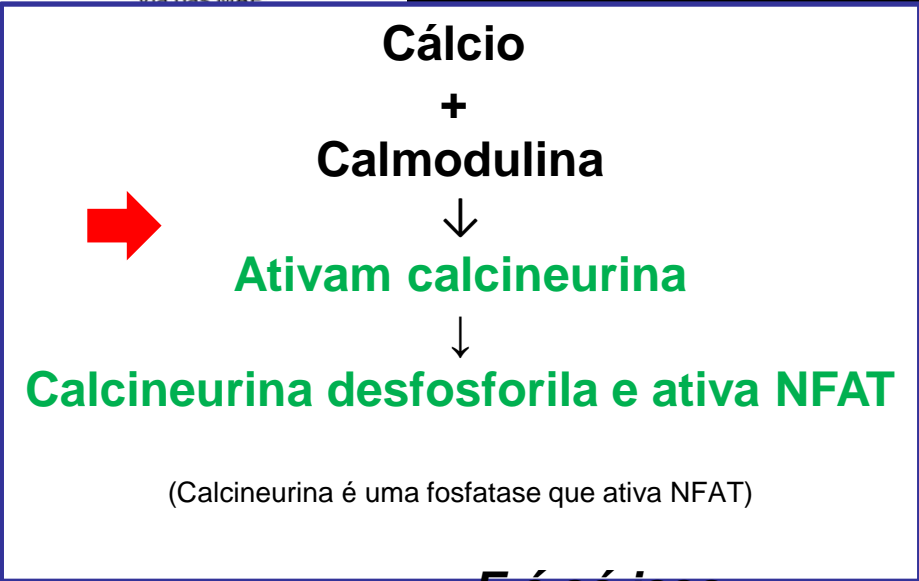 Cálcio
+
Calmodulina
↓
Ativam calcineurina
↓
Calcineurina desfosforila e ativa NFAT
(Calcineurina é uma fosfatase que ativa NFAT)